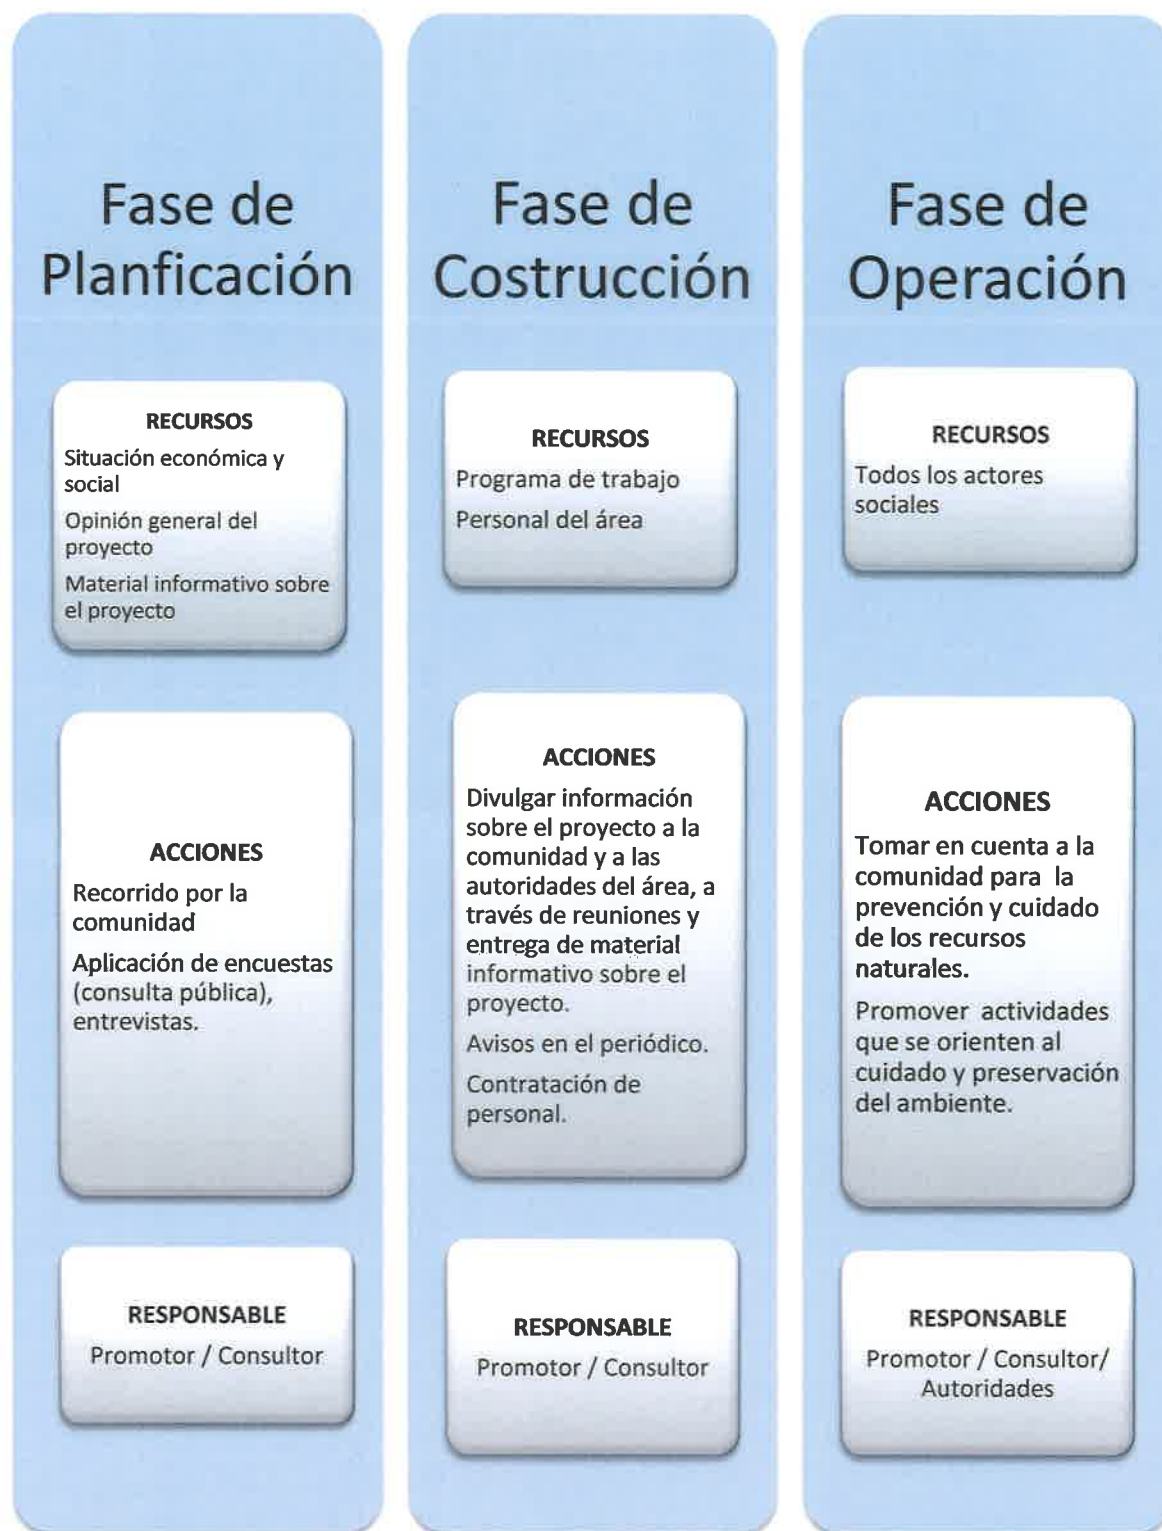 Fase de
Planficación
RECURSOS
Situación económica y
social
Opinión general del
proyecto
Material informativo sobre
el proyecto
ACCIONES
Recorrido por la
comunidad
Aplicación de encuestas
(consulta pública),
entrevistas.
RESPONSABLE
Promotor / Consultor
Fase de
Costrucción
RECURSOS
Programa de trabajo
Personal del área
ACCIONES
Divulgar información
sobre el proyecto a la
comunidad y a las
autoridades del área, a
través de reuniones y
entrega de material
informativo sobre el
proyecto.
Avisos en el periódico.
Contratación de
personal.
RESPONSABLE
Promotor / Consultor
Fase de
Operación
RECURSOS
Todos los actores
sociales
ACCIONES
Tomar en cuenta a la
comunidad para  la
prevención y cuidado
de los recursos
naturales.
Promover  actividades
que se orienten al
cuidado y preservación
del ambiente.
RESPONSABLE
Promotor / Consultor/
Autoridades